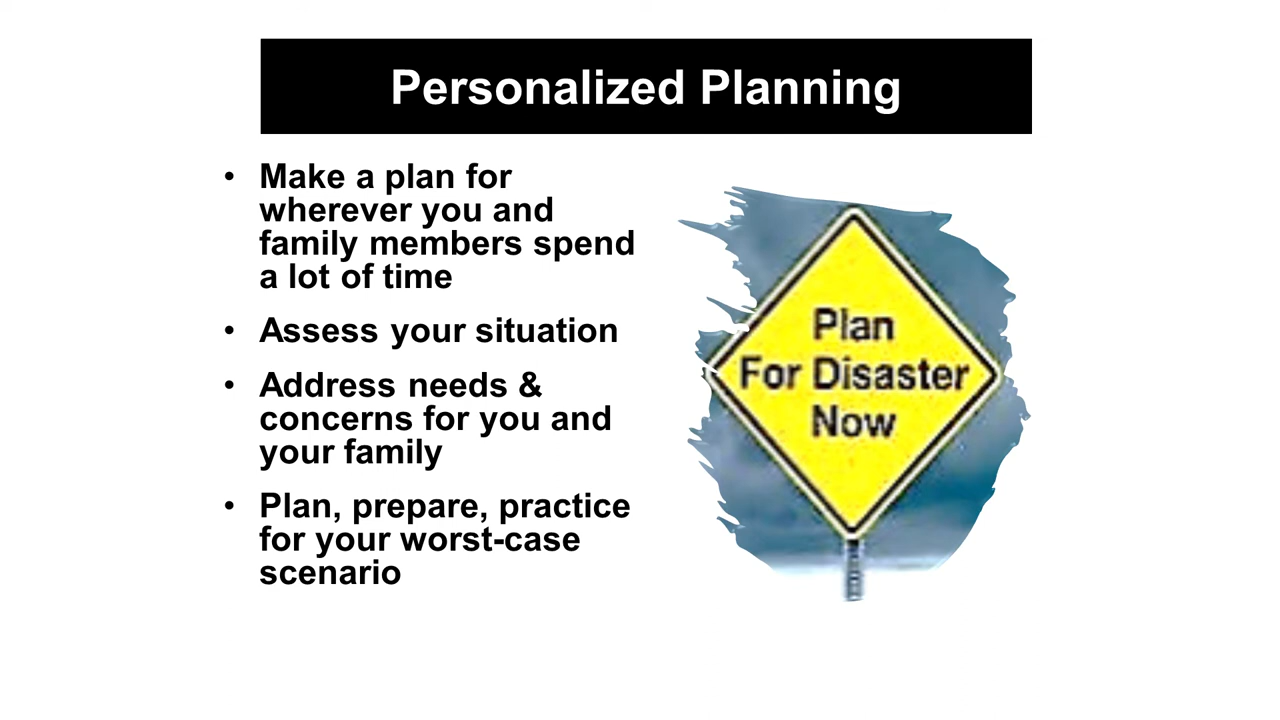 Personalized Planning
• Make a plan for
wherever you and
family members spend
a lot of time
• Assess your situation
• Address needs &
concerns for you and
your family
• Plan, prepare, practice
for your worst-case
scenario
Plan
For Disaster
Now